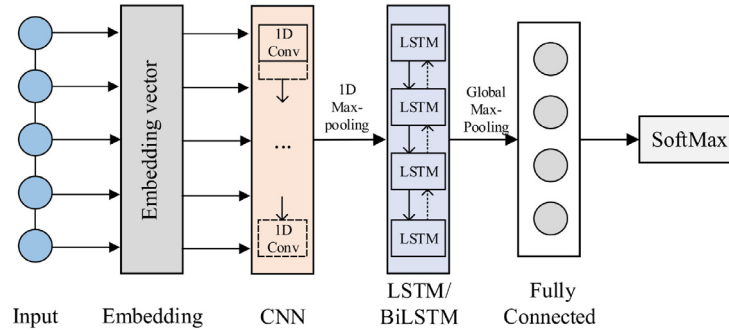 Embedding vector
1D
Conv
...
1D
Conv
1D
Max-
pooling
LSTM
LSTM
LSTM
LSTM
Global
Max-
Pooling
SoftMax
Input
Embedding
CNN
LSTM/
BiLSTM
Fully
Connected